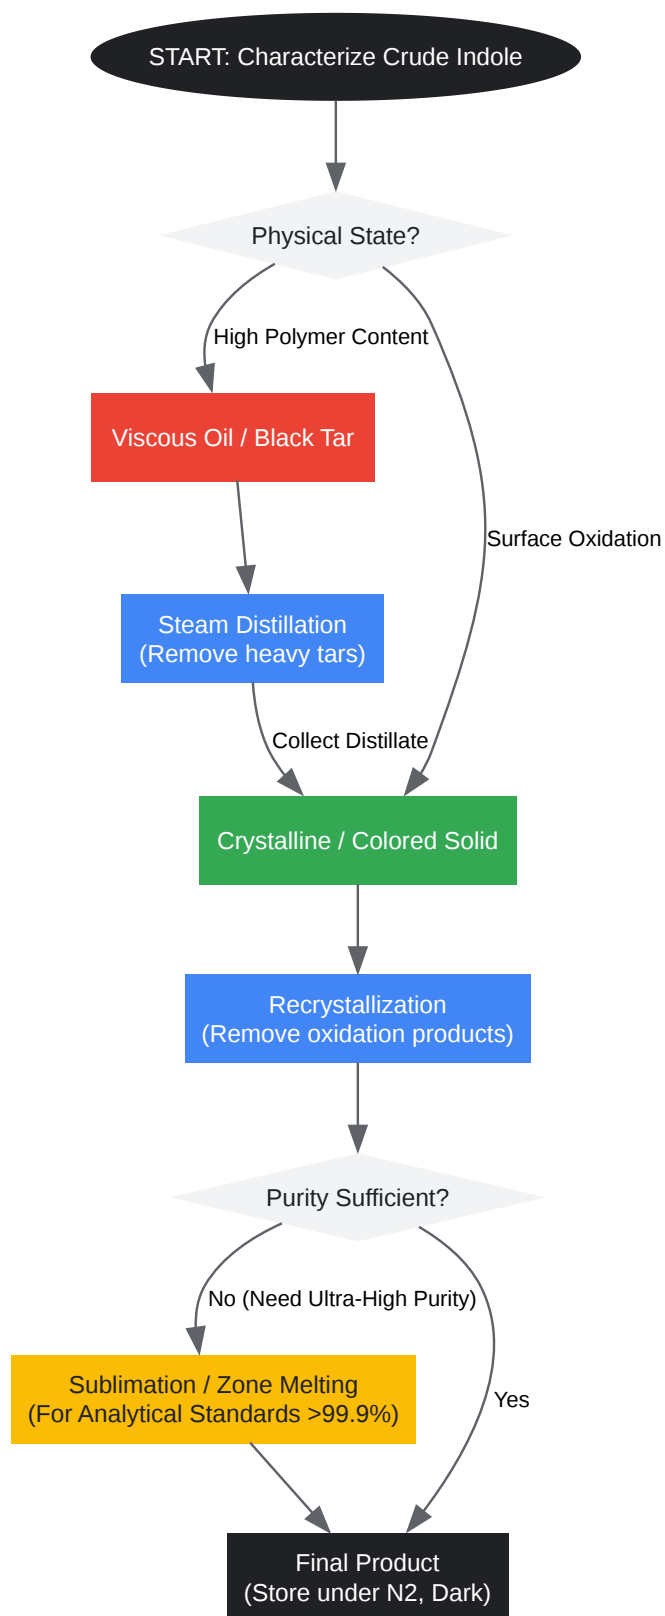 START: Characterize Crude Indole
Physical State?
High Polymer Content
Viscous Oil / Black Tar
Surface Oxidation
Steam Distillation
(Remove heavy tars)
Collect Distillate
Crystalline / Colored Solid
Recrystallization
(Remove oxidation products)
Purity Sufficient?
No (Need Ultra-High Purity)
Sublimation / Zone Melting
(For Analytical Standards >99.9%)
Yes
Final Product
(Store under N2, Dark)